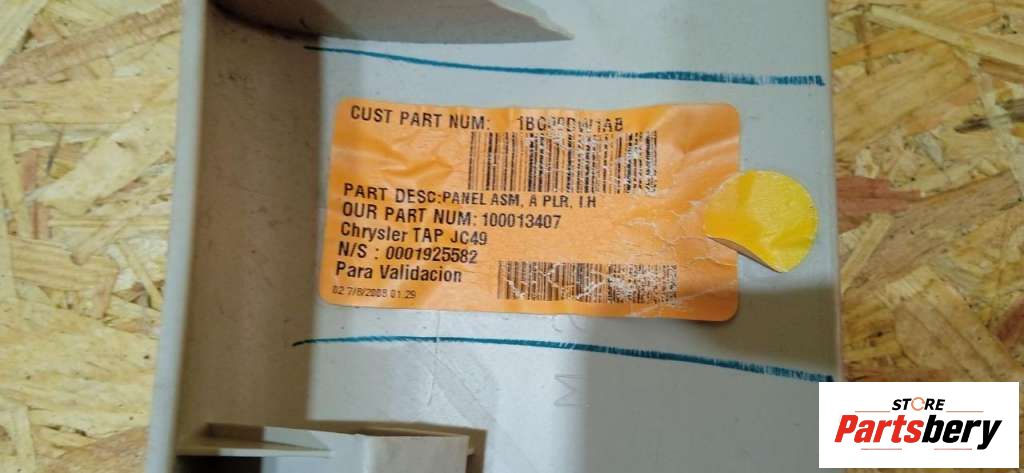 CUST PART NUM:
PART DESC:PANEL ASM, A PLR, LH
OUR PART NUM: 100013407
Chrysler TAP JC49
N/S : 0001925582
Para Validacion
STORE
Partsbery